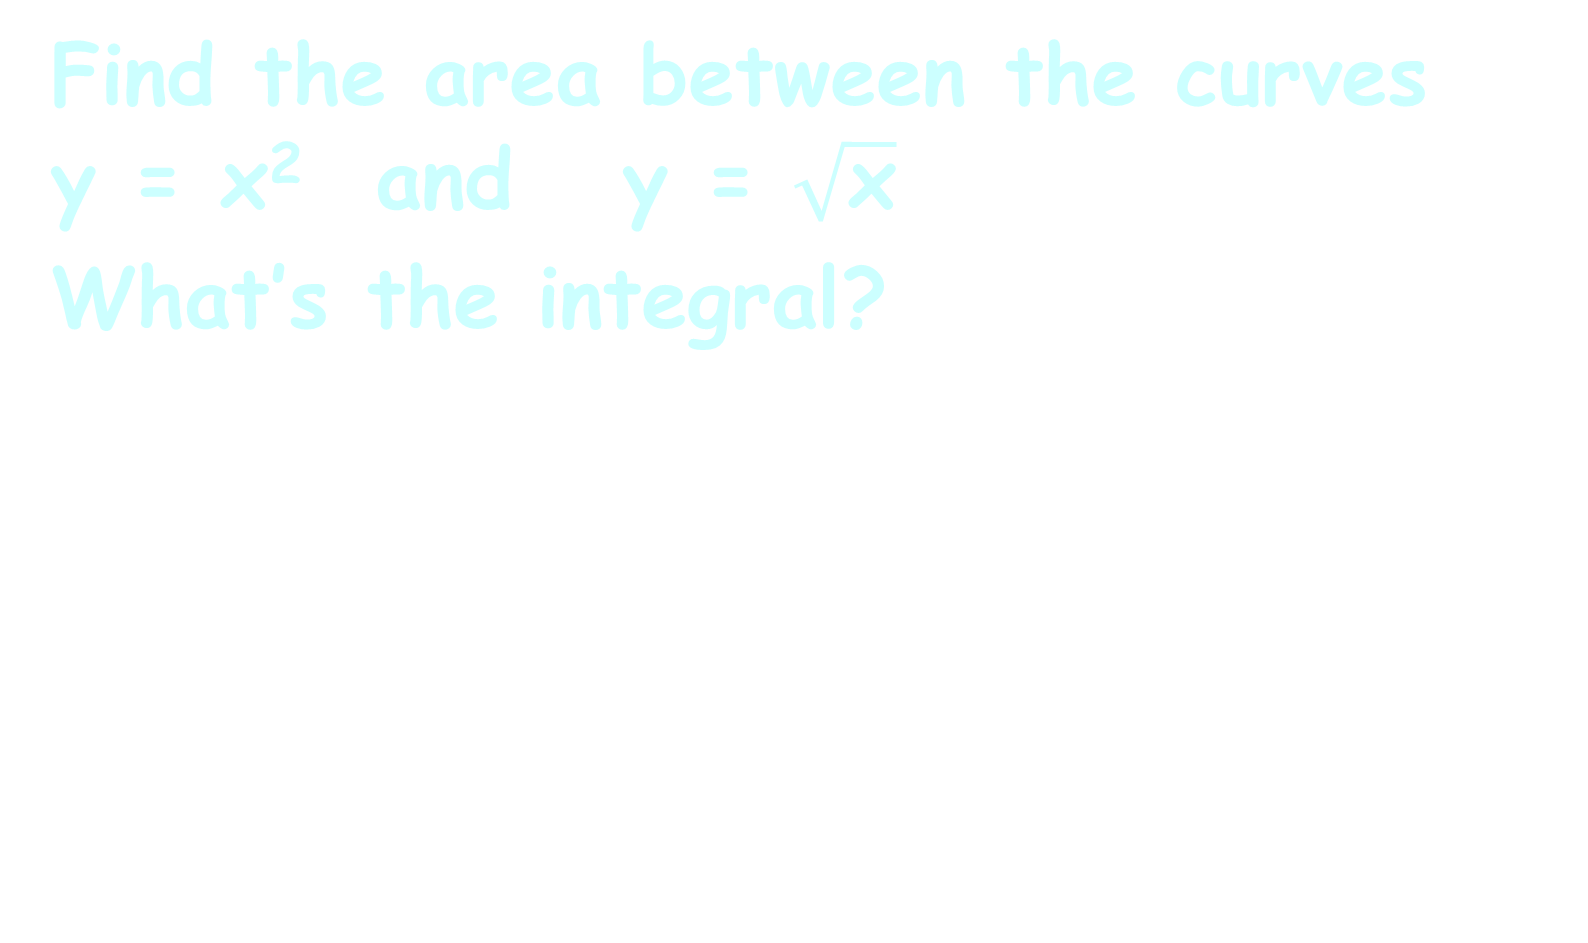 Find the area between the curves
y = x² and y = √x
What’s the integral?